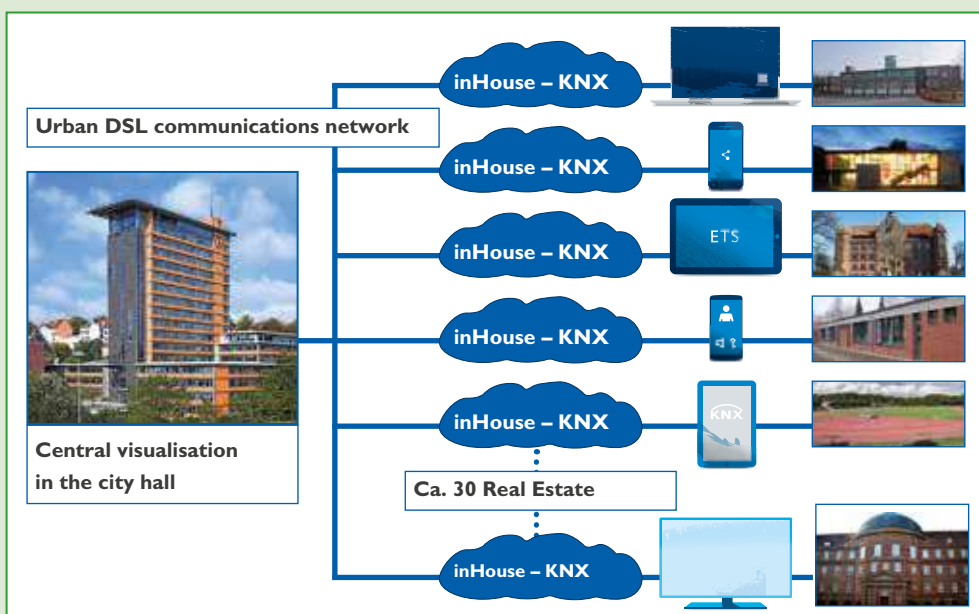 Urban DSL communications network
Central visualisation
in the city hall
inHouse – KNX
inHouse – KNX
inHouse – KNX
ETS
inHouse – KNX
inHouse – KNX
KNX
Ca. 30 Real Estate
inHouse – KNX